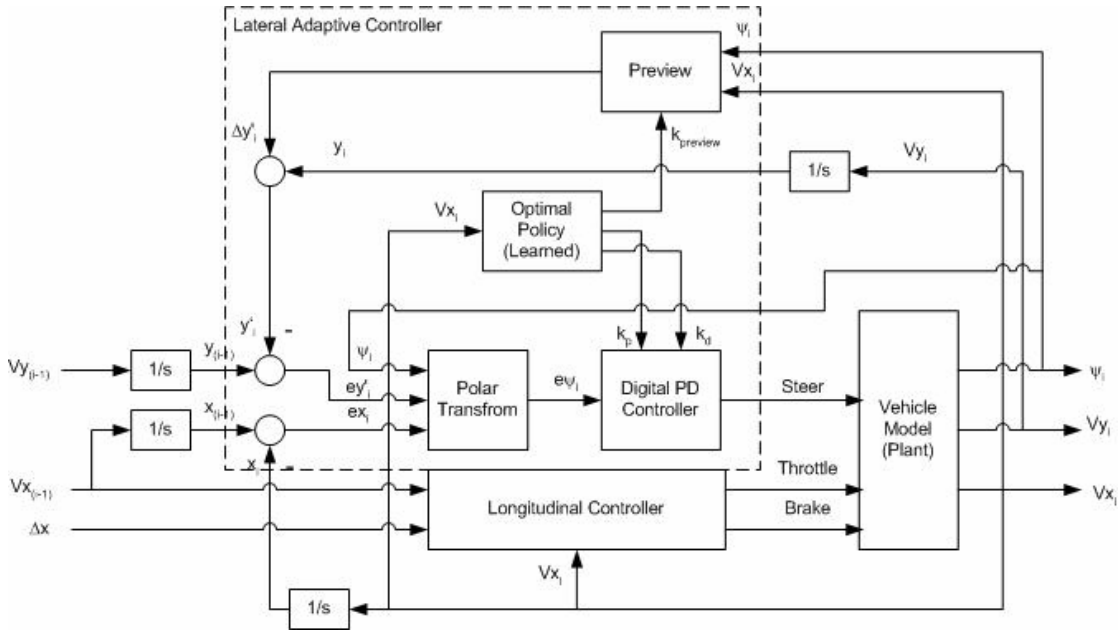 Lateral Adaptive Controller
Preview
Ψi
Vxi
Δy'i
kpreview
yi
1/s
Vyi
Vxi
Optimal
Policy
(Learned)
y'i
-
kp
kd
Vy(i-1)
1/s
y(i-1)
Ψi
ey'i
exi
Polar
Transfrom
eΨi
Digital PD
Controller
Steer
Vehicle
Model
(Plant)
Ψi
Vyi
Vxi
1/s
x(i-1)
xi
-
Vx(i-1)
Δx
Longitudinal Controller
Throttle
Brake
Vxi
1/s